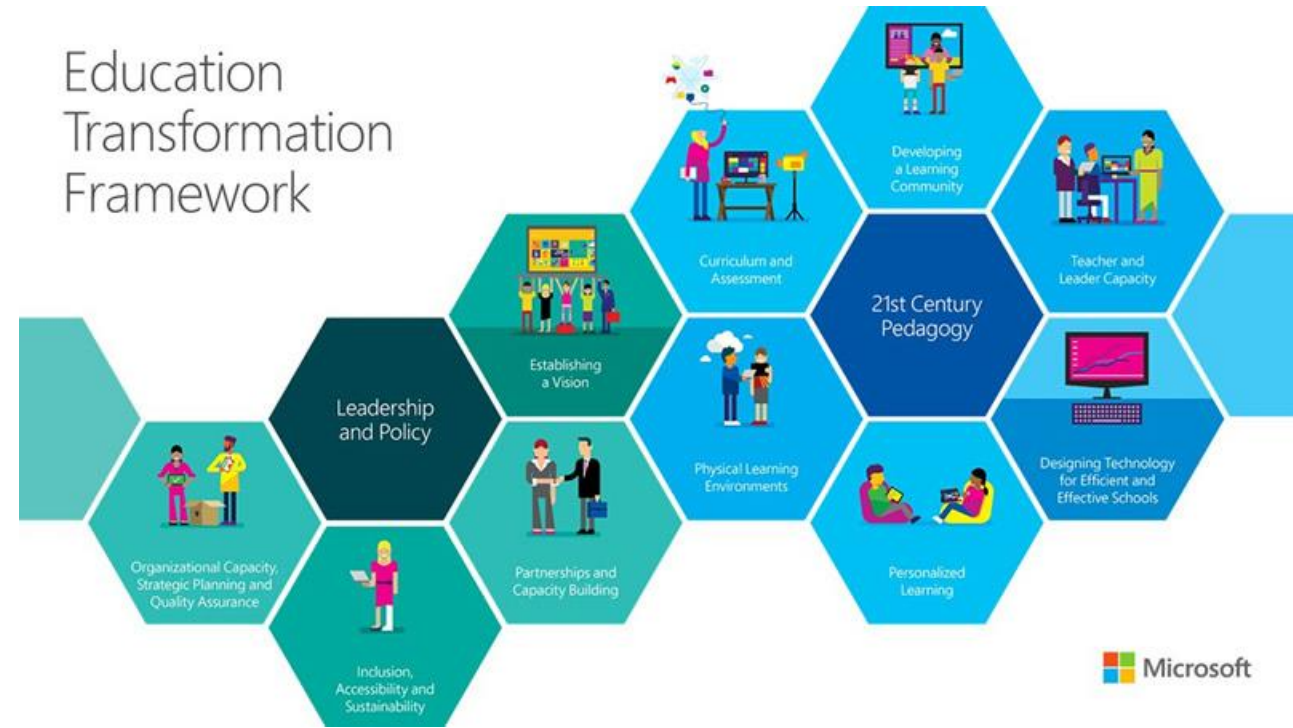 Education
Transformation
Framework
Developing
a Learning
Community
Curriculum and
Assessment
Teacher and
Leader Capacity
21st Century
Pedagogy
Establishing
a Vision
Leadership
and Policy
Physical Learning
Environments
Designing Technology
for Efficient and
Effective Schools
Organizational Capacity,
Strategic Planning and
Quality Assurance
Partnerships and
Capacity Building
Personalized
Learning
Inclusion,
Accessibility and
Sustainability
Microsoft